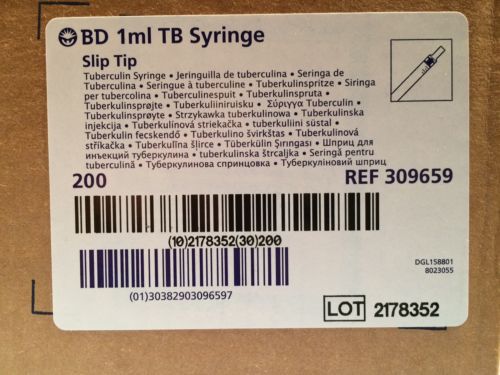 BD 1ml TB Syringe
Slip Tip
Tuberculin Syringe • Jeringuilla de tuberculina • Seringa de
Tuberculina • Seringue à tuberculine • Tuberkulinspritze • Siringa
per tubercolina • Tuberculinespuit • Tuberkulinspruta •
Tuberkulinsprøjte • Tuberkuliiniruisku • Σύριγγα Tuberculin •
Tuberkulinsprøyte • Strzykawka tuberkulinowa • Tuberkulinska
injekcija • Tuberkulínová striekačka • tuberkuliini süstal •
Tuberkulin fecskendő • Tuberkulino švirkštas • Tuberkulínová
stříkačka • Tuberkulīna šļirce • Tüberkülin Şırıngası • Шприц для
инъекций туберкулина • tuberkulinska štrcaljka • Seringă pentru
tuberculină • Туберкулинова спринцовка • Туберкуліновий шприц
200 REF 309659
(10)2178352(30)200
(01)30382903096597
DGL158801
8023055
LOT 2178352